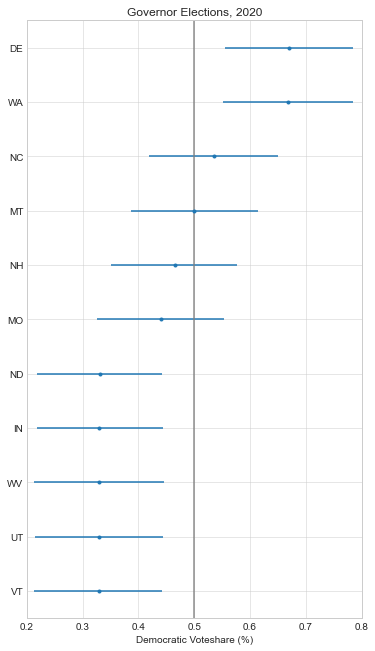 Governor Elections, 2020
DE
WA
NC
MT
NH
MO
ND
IN
WV
UT
VT
0.2 0.3 0.4 0.5 0.6 0.7 0.8
Democratic Voteshare (%)